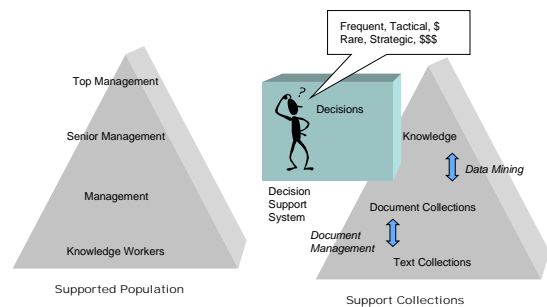 Frequent, Tactical, $
Rare, Strategic, $$$
Top Management
Senior Management
Management
Knowledge Workers
Supported Population
?
Decisions
Decision
Support
System
Knowledge
Data Mining
Document Collections
Document
Management
Text Collections
Support Collections